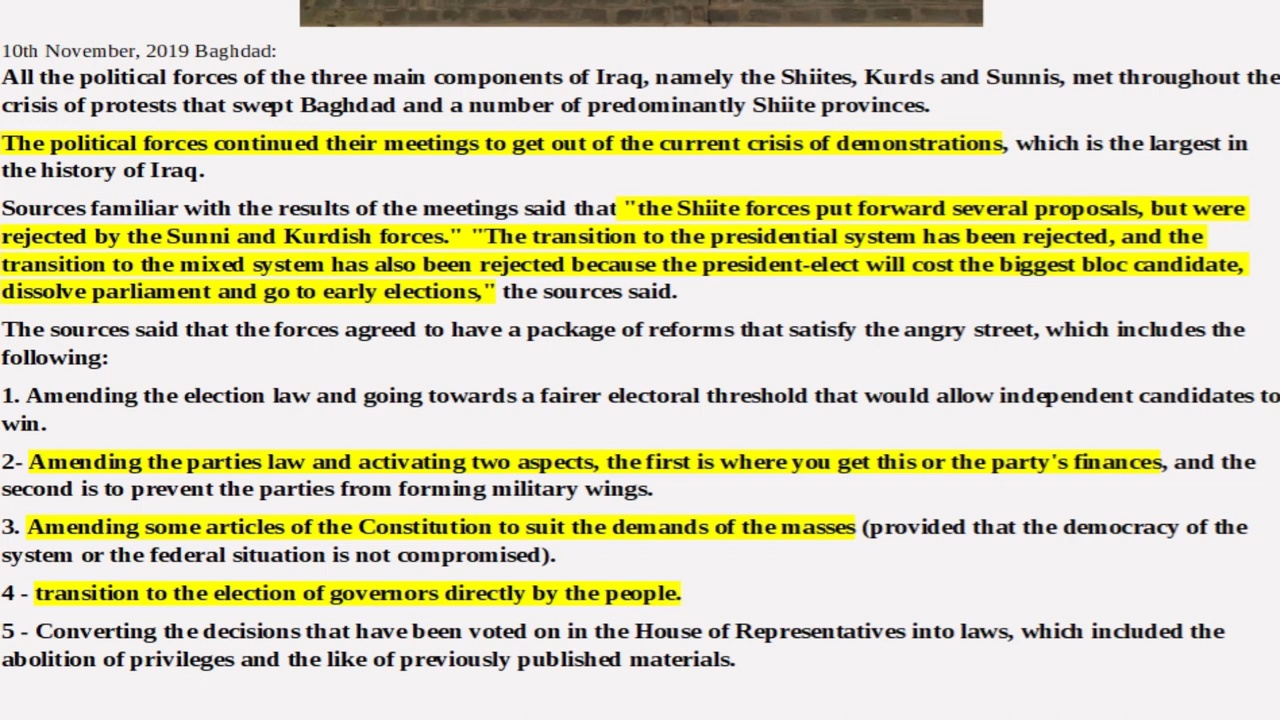 10th November, 2019 Baghdad:
All the political forces of the three main components of Iraq, namely the Shiites, Kurds and Sunnis, met throughout the
crisis of protests that swept Baghdad and a number of predominantly Shiite provinces.
The political forces continued their meetings to get out of the current crisis of demonstrations, which is the largest in
the history of Iraq.
Sources familiar with the results of the meetings said that "the Shiite forces put forward several proposals, but were
rejected by the Sunni and Kurdish forces." "The transition to the presidential system has been rejected, and the
transition to the mixed system has also been rejected because the president-elect will cost the biggest bloc candidate,
dissolve parliament and go to early elections," the sources said.
The sources said that the forces agreed to have a package of reforms that satisfy the angry street, which includes the
following:
1. Amending the election law and going towards a fairer electoral threshold that would allow independent candidates to
win.
2- Amending the parties law and activating two aspects, the first is where you get this or the party's finances, and the
second is to prevent the parties from forming military wings.
3. Amending some articles of the Constitution to suit the demands of the masses (provided that the democracy of the
system or the federal situation is not compromised).
4 - transition to the election of governors directly by the people.
5 - Converting the decisions that have been voted on in the House of Representatives into laws, which included the
abolition of privileges and the like of previously published materials.